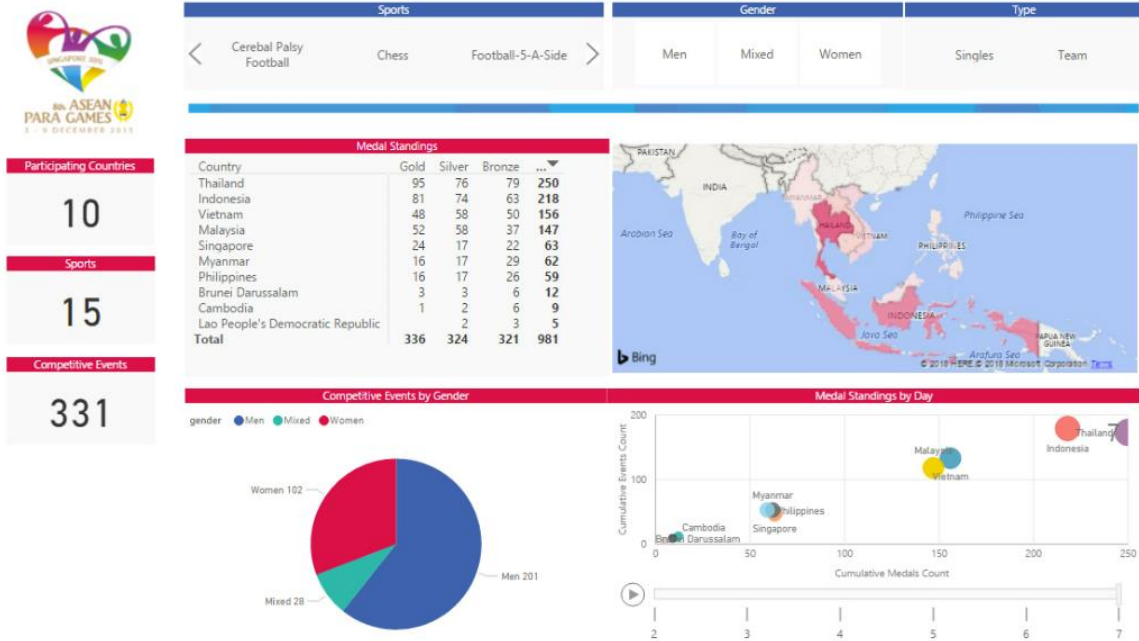 SINGAPORE 2015
8th ASEAN
PARA GAMES
3 - 9 DECEMBER 2015
Participating Countries
10
Sports
15
Competitive Events
331
Sports
Cerebal Palsy
Football
Chess
Football-5-A-Side
Gender
Men
Mixed
Women
Type
Singles
Team
Medal Standings
Country Gold Silver Bronze ...
Thailand 95 76 79 250
Indonesia 81 74 63 218
Vietnam 48 58 50 156
Malaysia 52 58 37 147
Singapore 24 17 22 63
Myanmar 16 17 29 62
Philippines 16 17 26 59
Brunei Darussalam 3 3 6 12
Cambodia 1 2 6 9
Lao People's Democratic Republic 2 3 5
Total 336 324 321 981
PAKISTAN
INDIA
MYANMAR
THAILAND
VIETNAM
Philippine Sea
Arabian Sea
Bay of
Bengal
PHILIPPINES
MALAYSIA
INDONESIA
Java Sea
PAPUA NEW
GUINEA
Arafura Sea
Bing
© 2018 HERE © 2018 Microsoft Corporation Terms
Competitive Events by Gender
gender Men Mixed Women
Women 102
Men 201
Mixed 28
Medal Standings by Day
Cumulative Events Count
200
100
0
Thailand
7
Indonesia
Malaysia
Vietnam
Myanmar
Philippines
Singapore
Cambodia
Brunei Darussalam
0 50 100 150 200 250
Cumulative Medals Count
2 3 4 5 6 7